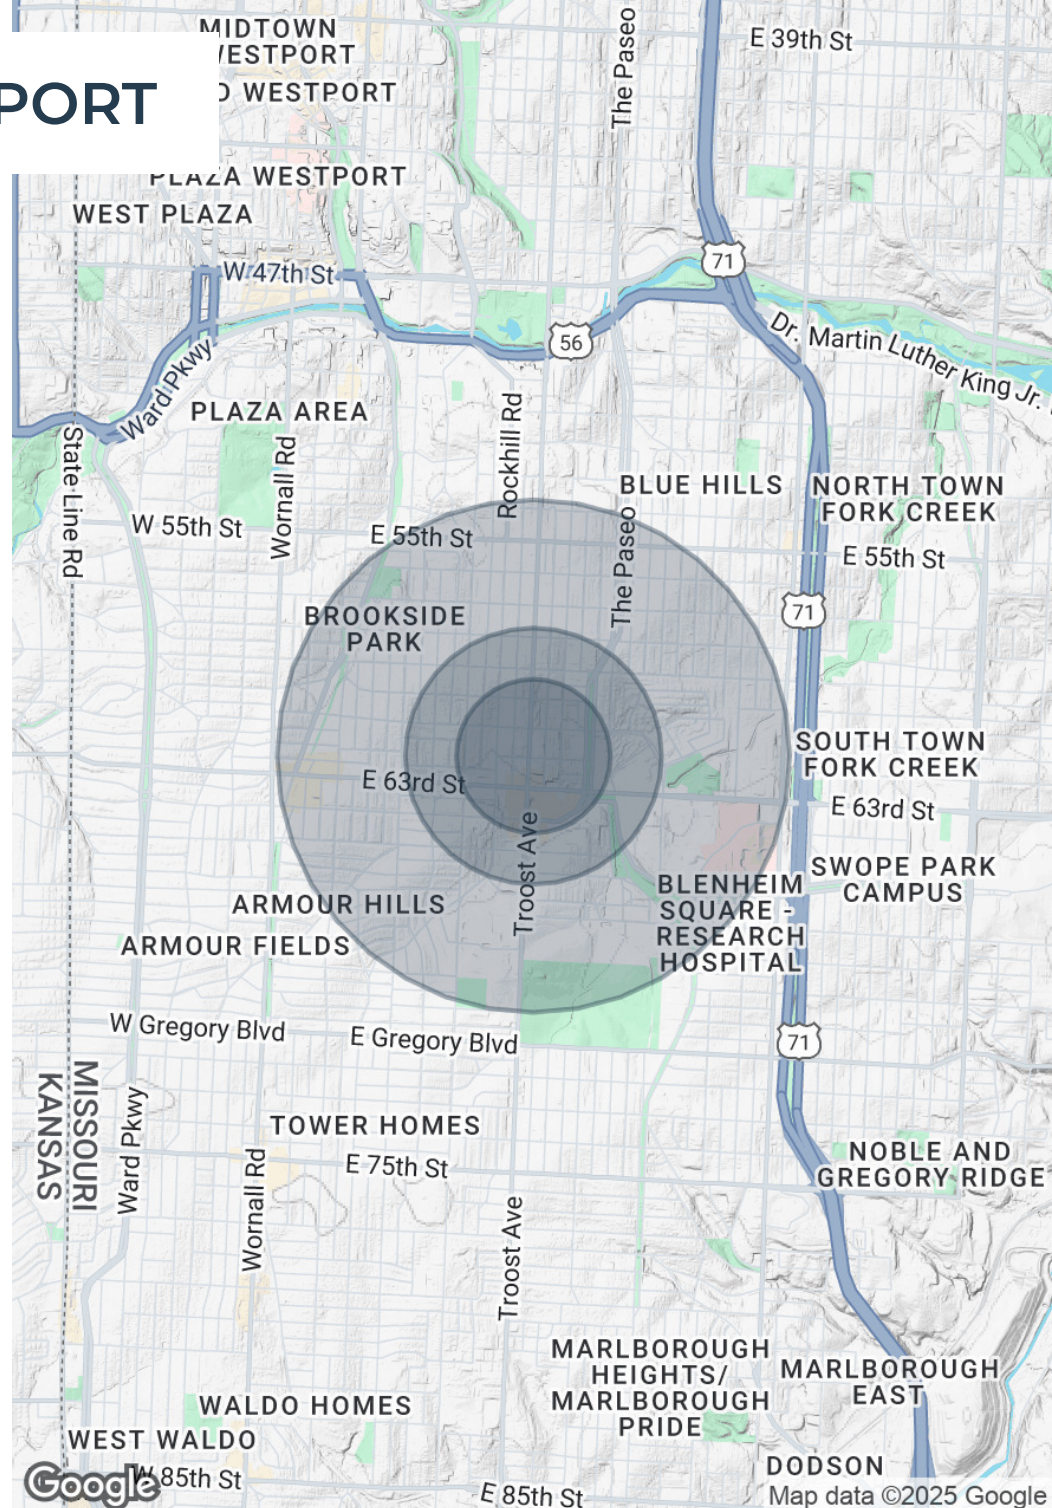 MIDTOWN
WESTPORT
E 39th St
The Paseo
PORT
O WESTPORT
PLAZA WESTPORT
WEST PLAZA
71
W 47th St
56
Dr. Martin Luther King Jr.
Ward Pkwy
PLAZA AREA
Rockhill Rd
State Line Rd
Wornall Rd
BLUE HILLS
NORTH TOWN
FORK CREEK
W 55th St
E 55th St
The Paseo
E 55th St
71
BROOKSIDE
PARK
SOUTH TOWN
FORK CREEK
E 63rd St
E 63rd St
Troost Ave
SWOPE PARK
CAMPUS
BLENHEIM
SQUARE -
RESEARCH
HOSPITAL
ARMOUR HILLS
ARMOUR FIELDS
W Gregory Blvd
E Gregory Blvd
71
MISSOURI
KANSAS
Ward Pkwy
TOWER HOMES
E 75th St
Wornall Rd
NOBLE AND
GREGORY RIDGE
Troost Ave
MARLBOROUGH
HEIGHTS/
MARLBOROUGH
PRIDE
MARLBOROUGH
EAST
WALDO HOMES
WEST WALDO
DODSON
Google
W 85th St
E 85th St
Map data ©2025 Google